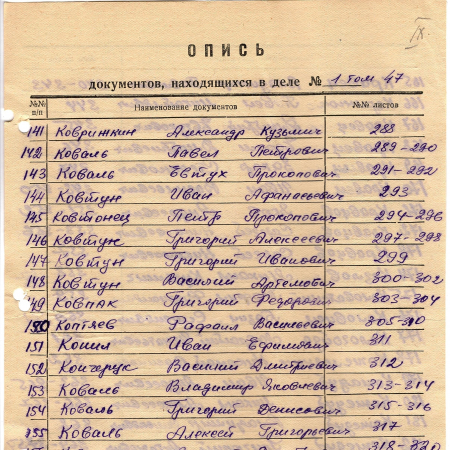 IX.
ОПИСЬ
документов, находящихся в деле № 1 том 47
№№ п/п Наименование документов №№ листов
141 Коврижкин Александр Кузьмич 288
142 Коваль Павел Петрович 289-290
143 Коваль Евтух Прокопович 291-292
144 Ковтун Иван Афанасьевич 293
145 Ковтонец Петр Прокопович 294-296
146 Ковтун Григорий Алексеевич 297-298
147 Ковтун Григорий Иванович 299
148 Ковтун Василий Артемович 300-302
149 Ковпак Григорий Федорович 303-304
150 Коптяев Рафаил Васильевич 305-310
151 Иван Ефимович 311
152 Василий Дмитриевич 312
153 Коваль Владимир Яковлевич 313-314
154 Коваль Григорий Денисович 315-316
155 Коваль Алексей Григорьевич 317
318-320